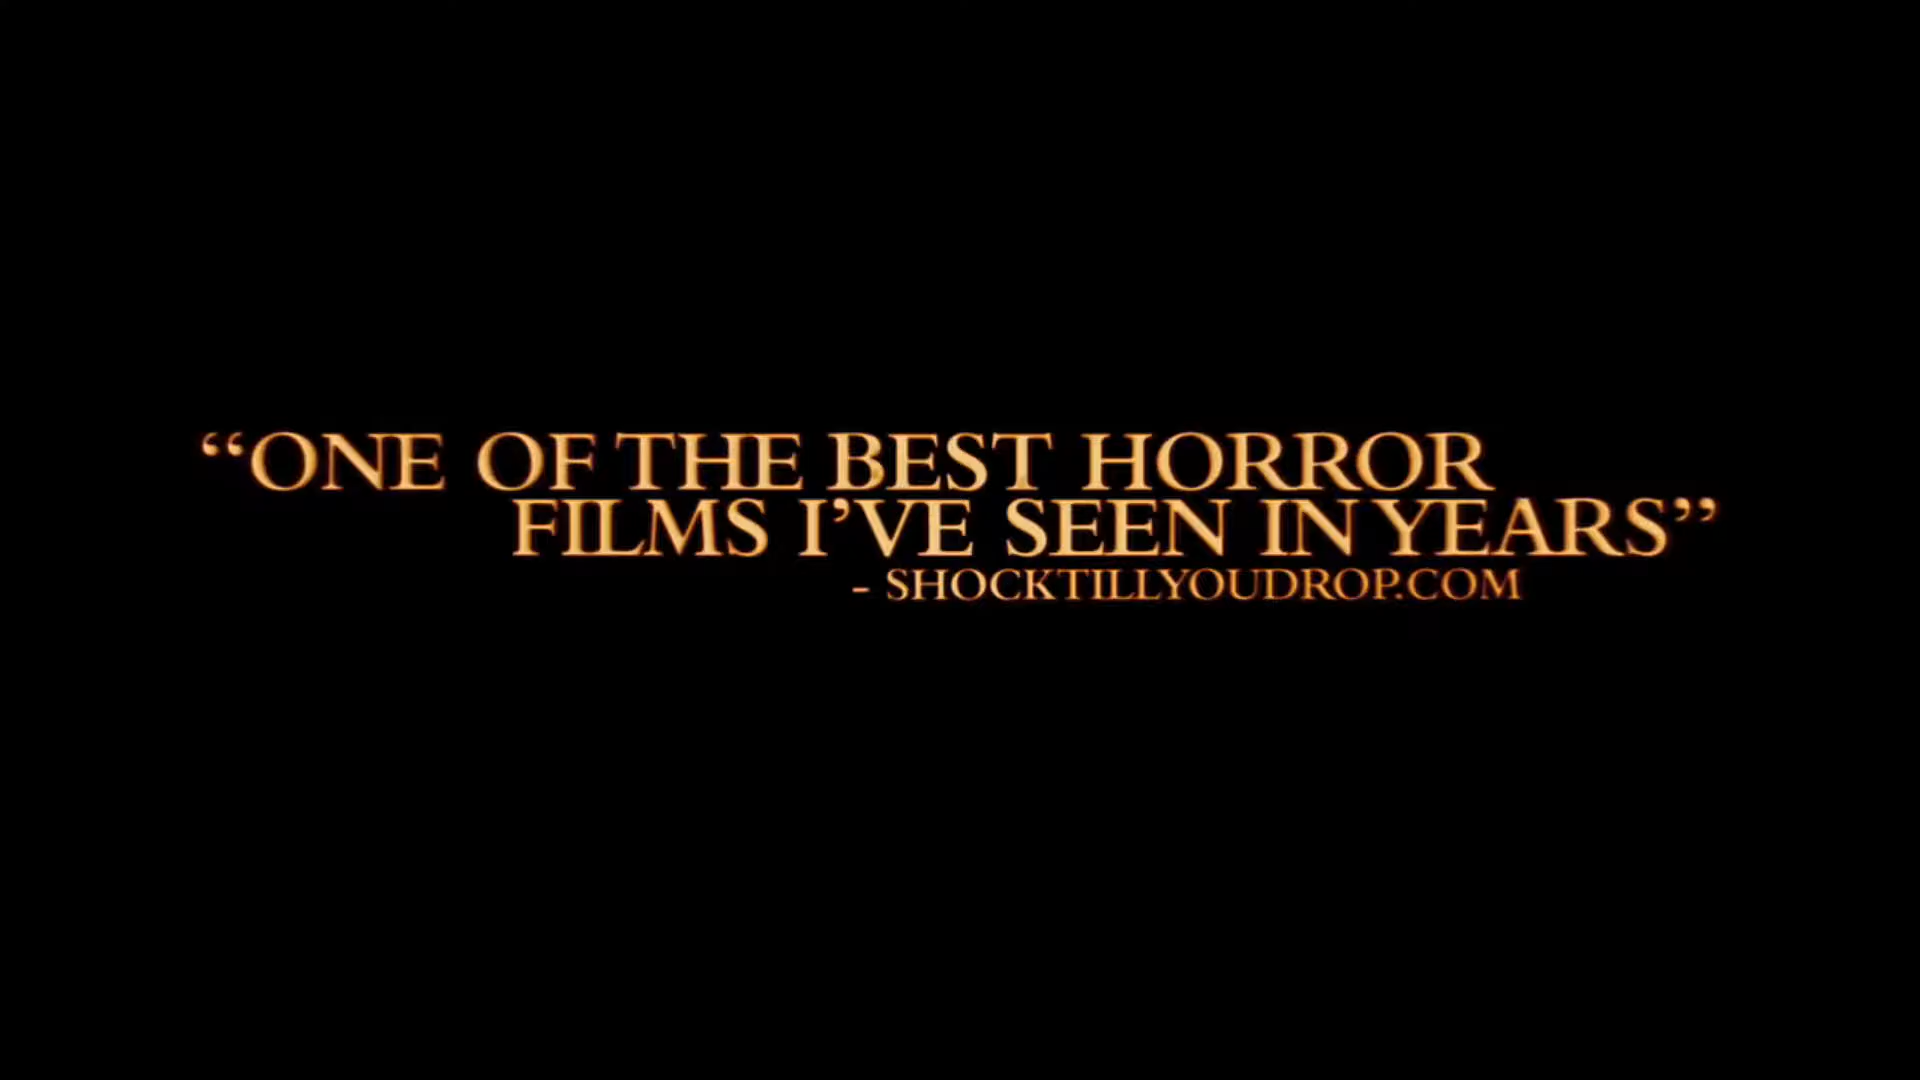 “ONE OF THE BEST HORROR
FILMS I’VE SEEN IN YEARS”
- SHOCKTILLYOUDROP.COM